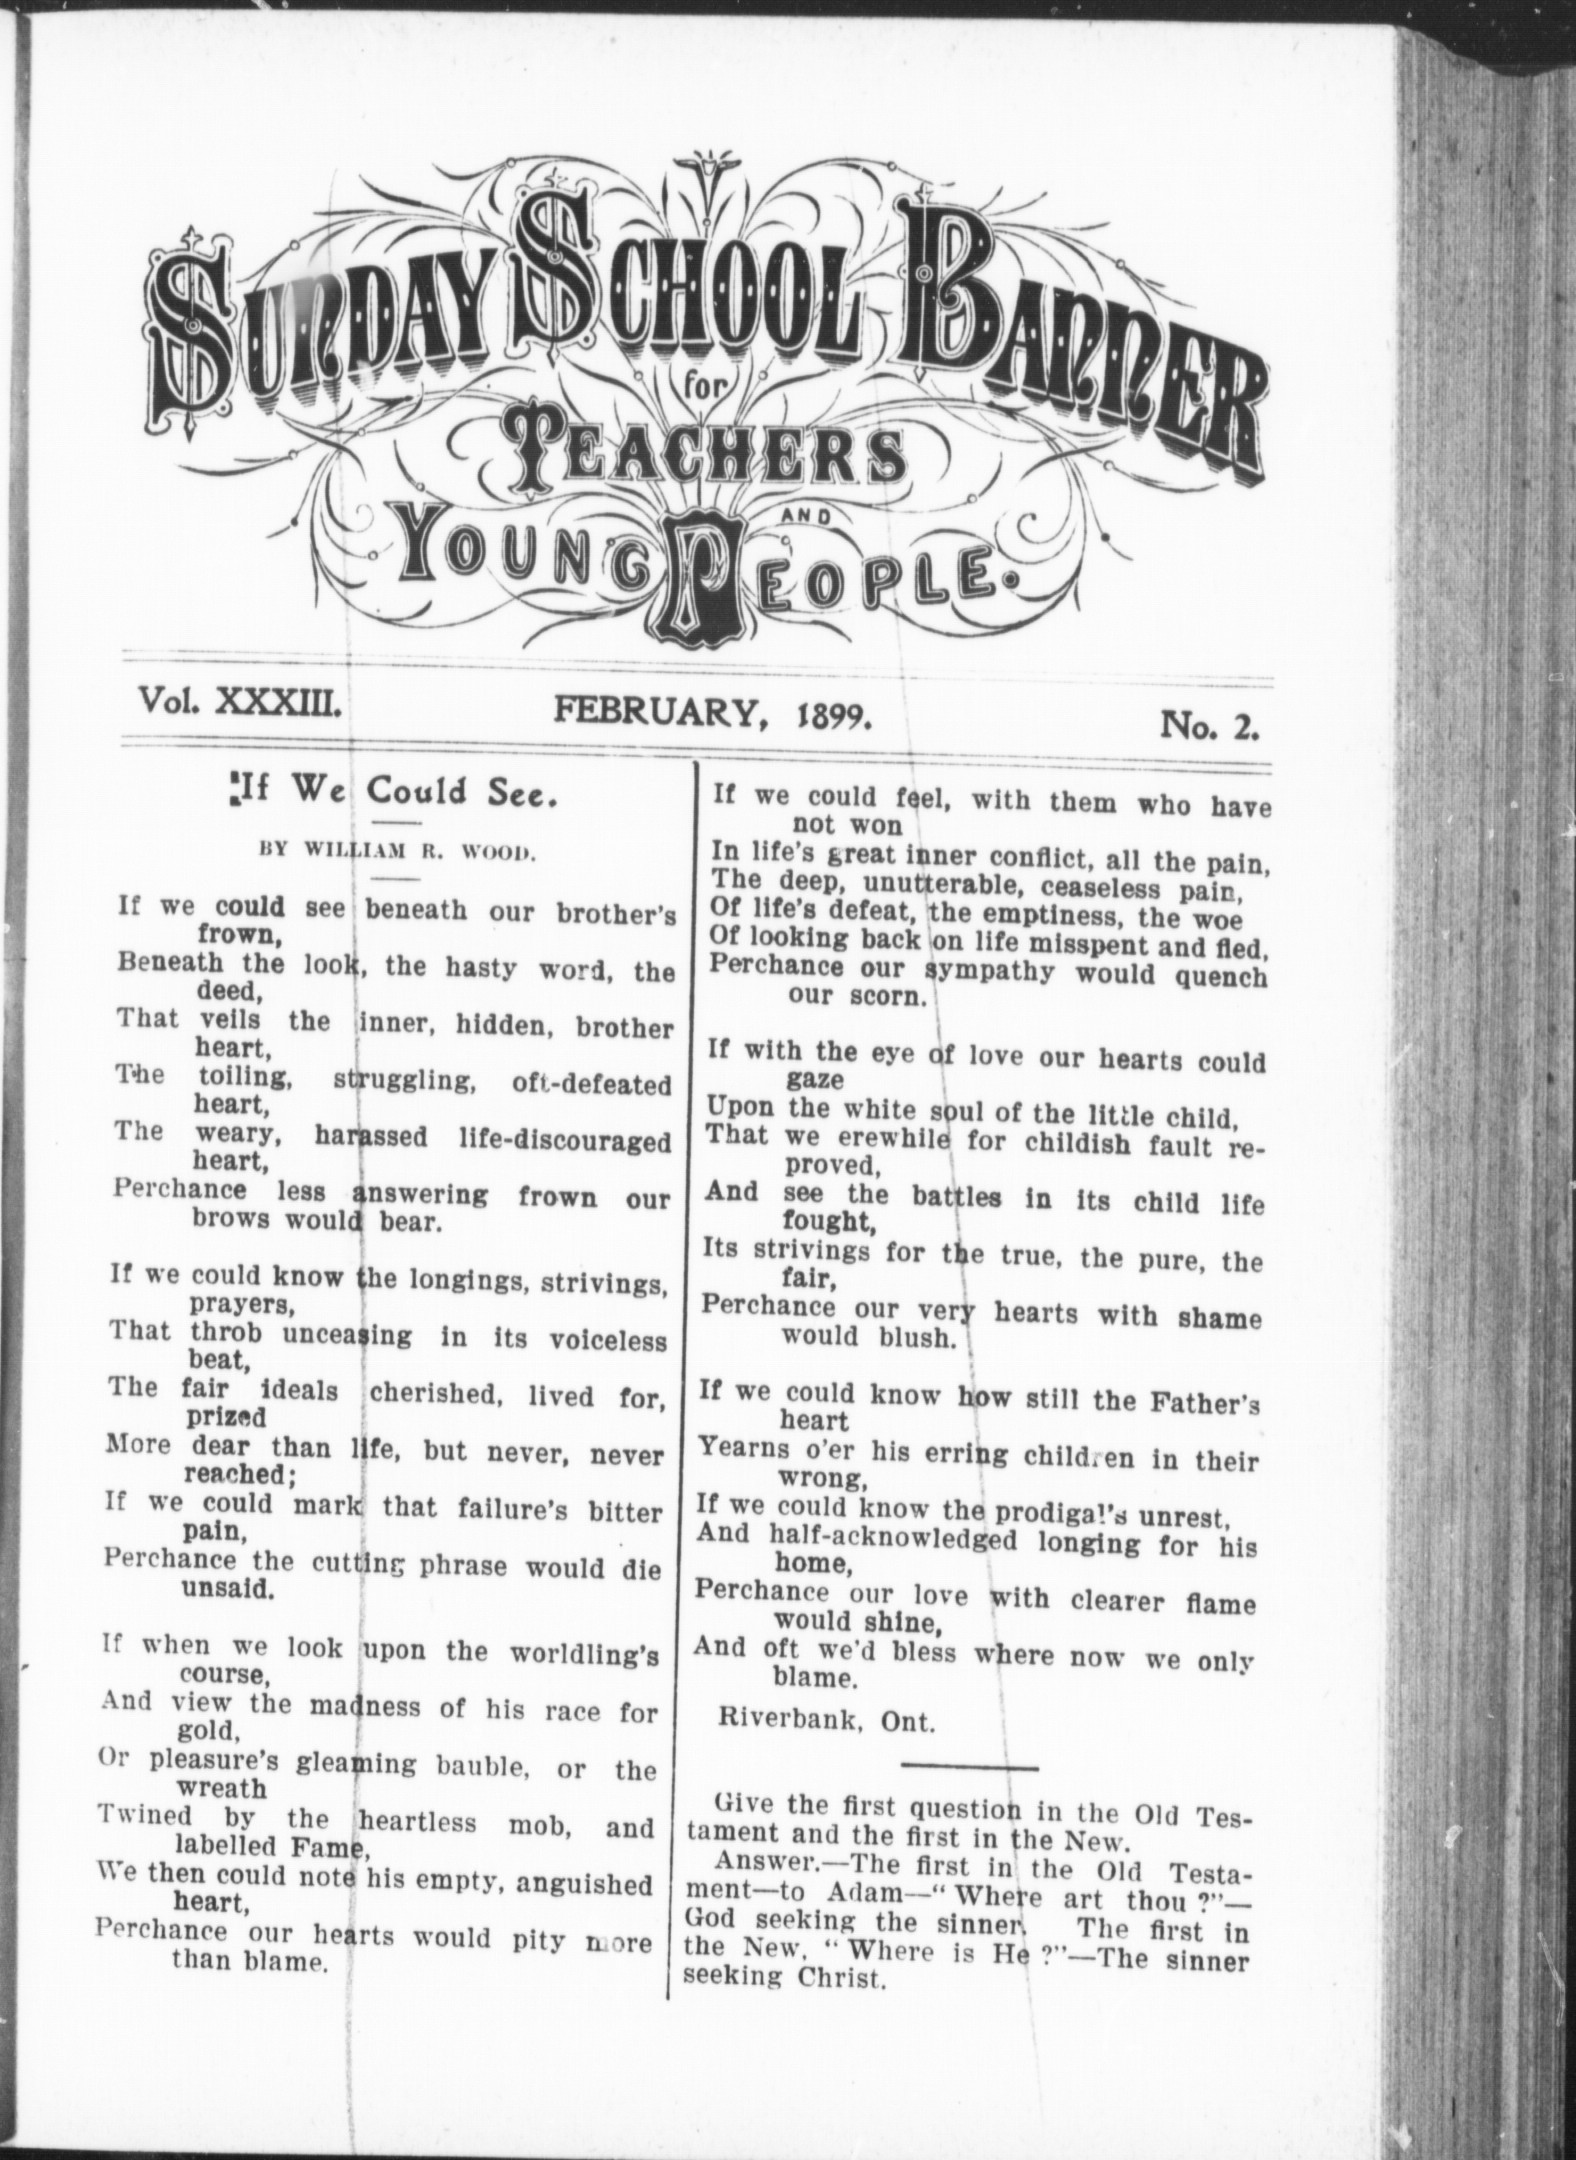 SUNDAY SCHOOL BANNER
for
TEACHERS
AND
YOUNG PEOPLE.
Vol. XXXIII. FEBRUARY, 1899. No. 2.
If We Could See.
BY WILLIAM R. WOOD.
If we could see beneath our brother's
frown,
Beneath the look, the hasty word, the
deed,
That veils the inner, hidden, brother
heart,
The toiling, struggling, oft-defeated
heart,
The weary, harassed life-discouraged
heart,
Perchance less answering frown our
brows would bear.
If we could know the longings, strivings,
prayers,
That throb unceasing in its voiceless
beat,
The fair ideals cherished, lived for,
prized
More dear than life, but never, never
reached;
If we could mark that failure's bitter
pain,
Perchance the cutting phrase would die
unsaid.
If when we look upon the worldling's
course,
And view the madness of his race for
gold,
Or pleasure's gleaming bauble, or the
wreath
Twined by the heartless mob, and
labelled Fame,
We then could note his empty, anguished
heart,
Perchance our hearts would pity more
than blame.
If we could feel, with them who have
not won
In life's great inner conflict, all the pain,
The deep, unutterable, ceaseless pain,
Of life's defeat, the emptiness, the woe
Of looking back on life misspent and fled,
Perchance our sympathy would quench
our scorn.
If with the eye of love our hearts could
gaze
Upon the white soul of the little child,
That we erewhile for childish fault re-
proved,
And see the battles in its child life
fought,
Its strivings for the true, the pure, the
fair,
Perchance our very hearts with shame
would blush.
If we could know how still the Father's
heart
Yearns o'er his erring children in their
wrong,
If we could know the prodigal's unrest,
And half-acknowledged longing for his
home,
Perchance our love with clearer flame
would shine,
And oft we'd bless where now we only
blame.
Riverbank, Ont.
Give the first question in the Old Tes-
tament and the first in the New.
Answer.—The first in the Old Testa-
ment—to Adam—"Where art thou?"—
God seeking the sinner. The first in
the New, "Where is He?"—The sinner
seeking Christ.